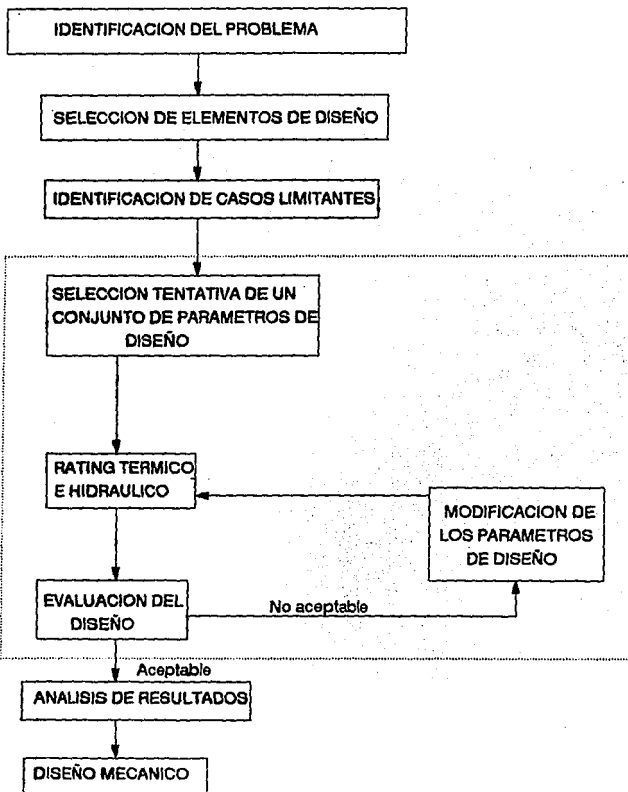 IDENTIFICACION DEL PROBLEMA
SELECCION DE ELEMENTOS DE DISEÑO
IDENTIFICACION DE CASOS LIMITANTES
SELECCION TENTATIVA DE UN
CONJUNTO DE PARAMETROS DE
DISEÑO
RATING TERMICO
E HIDRAULICO
MODIFICACION DE
LOS PARAMETROS
DE DISEÑO
EVALUACION DEL
DISEÑO
No aceptable
Aceptable
ANALISIS DE RESULTADOS
DISEÑO MECANICO